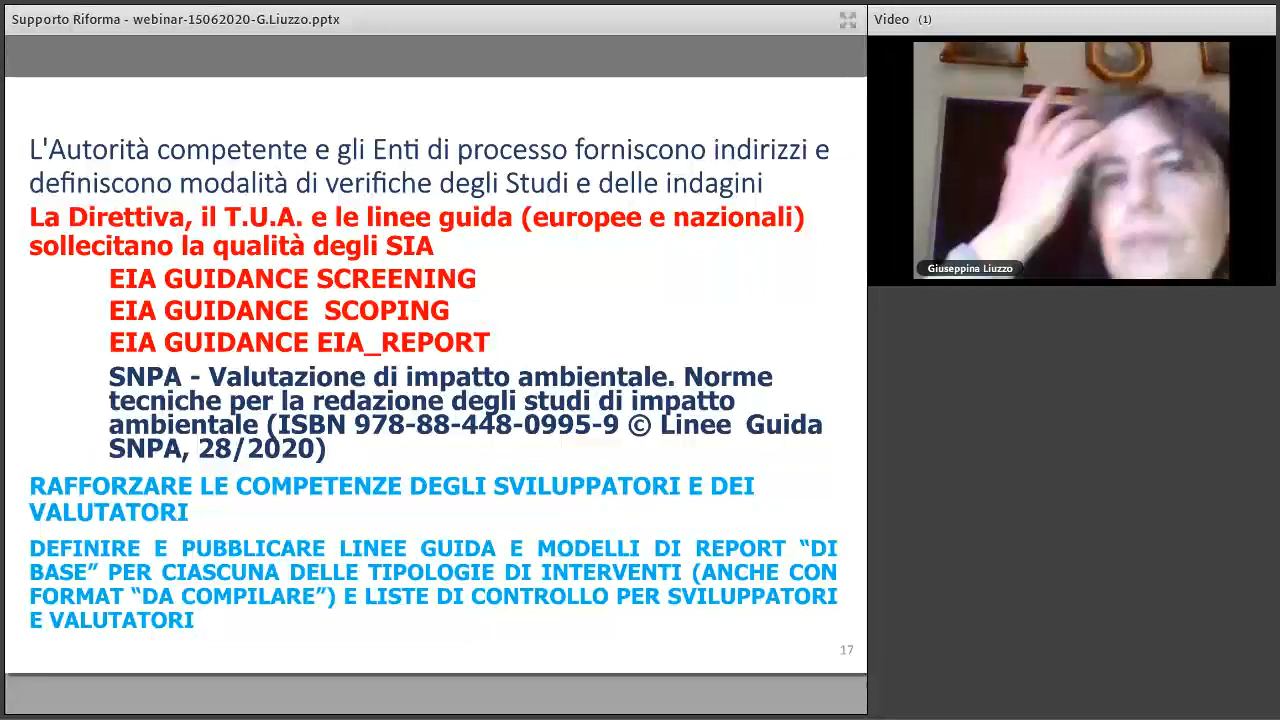 Supporto Riforma - webinar-15062020-G.Liuzzo.pptx
Video (1)
Giuseppina Liuzzo
L'Autorità competente e gli Enti di processo forniscono indirizzi e
definiscono modalità di verifiche degli Studi e delle indagini
La Direttiva, il T.U.A. e le linee guida (europee e nazionali)
sollecitano la qualità degli SIA
EIA GUIDANCE SCREENING
EIA GUIDANCE SCOPING
EIA GUIDANCE EIA_REPORT
SNPA - Valutazione di impatto ambientale. Norme
tecniche per la redazione degli studi di impatto
ambientale (ISBN 978-88-448-0995-9 © Linee Guida
SNPA, 28/2020)
RAFFORZARE LE COMPETENZE DEGLI SVILUPPATORI E DEI
VALUTATORI
DEFINIRE E PUBBLICARE LINEE GUIDA E MODELLI DI REPORT “DI
BASE” PER CIASCUNA DELLE TIPOLOGIE DI INTERVENTI (ANCHE CON
FORMAT “DA COMPILARE”) E LISTE DI CONTROLLO PER SVILUPPATORI
E VALUTATORI
17